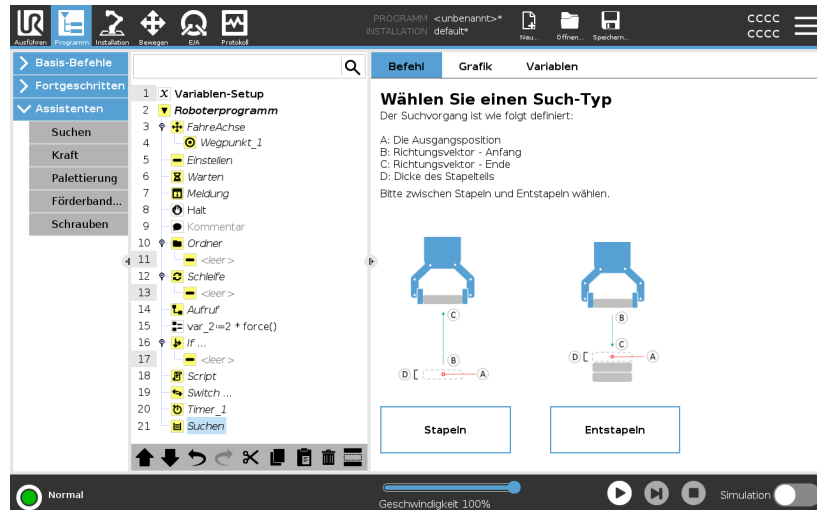 PROGRAMM <unbenannt>*
INSTALLATION default*
CCCC
CCCC
Ausführen Programm Installation Bewegen E/A Protokoll Neu... Öffnen... Speichern...
Basis-Befehle
Fortgeschritten
Assistenten
Suchen
Kraft
Palettierung
Förderband...
Schrauben
1 X Variablen-Setup
2 Roboterprogramm
3 FahreAchse
4 Wegpunkt_1
5 Einstellen
6 Warten
7 Meldung
8 Halt
9 Kommentar
10 Ordner
11 <leer>
12 Schleife
13 <leer>
14 Aufruf
15 var_2≔2 * force()
16 If ...
17 <leer>
18 Script
19 Switch ...
20 Timer_1
21 Suchen
Befehl Grafik Variablen
Wählen Sie einen Such-Typ
Der Suchvorgang ist wie folgt definiert:
A: Die Ausgangsposition
B: Richtungsvektor - Anfang
C: Richtungsvektor - Ende
D: Dicke des Stapelteils
Bitte zwischen Stapeln und Entstapeln wählen.
C
B
D A
B
C
D A
Stapeln
Entstapeln
Normal
Geschwindigkeit 100%
Simulation